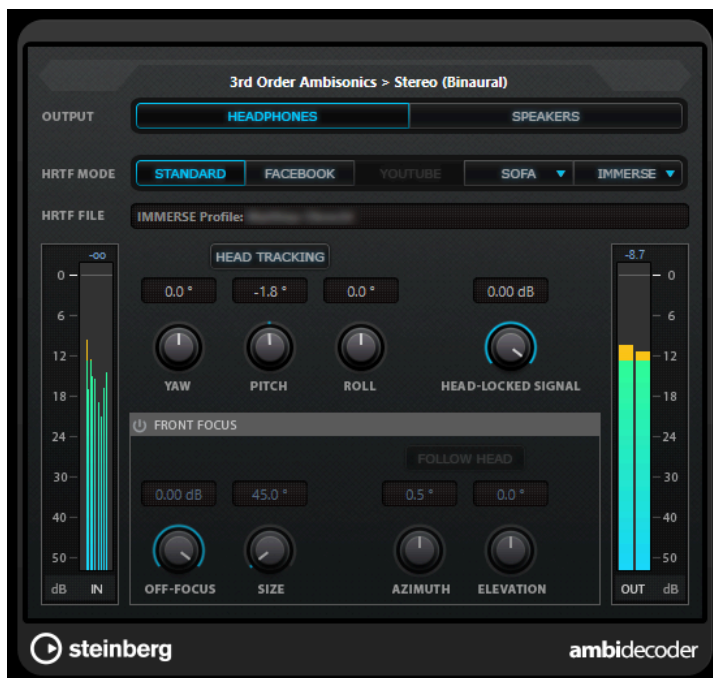 3rd Order Ambisonics > Stereo (Binaural)
OUTPUT HEADPHONES SPEAKERS
HRTF MODE STANDARD FACEBOOK YOUTUBE SOFA IMMERSE
HRTF FILE IMMERSE Profile:
-∞ HEAD TRACKING -8.7
0 0.0 ° -1.8 ° 0.0 ° 0.00 dB 0
6 6
12 12
YAW PITCH ROLL HEAD-LOCKED SIGNAL
18 18
FRONT FOCUS
24 24
FOLLOW HEAD
30 30
0.00 dB 45.0 ° 0.5 ° 0.0 °
40 40
50 50
dB IN OFF-FOCUS SIZE AZIMUTH ELEVATION OUT dB
steinberg ambidecoder